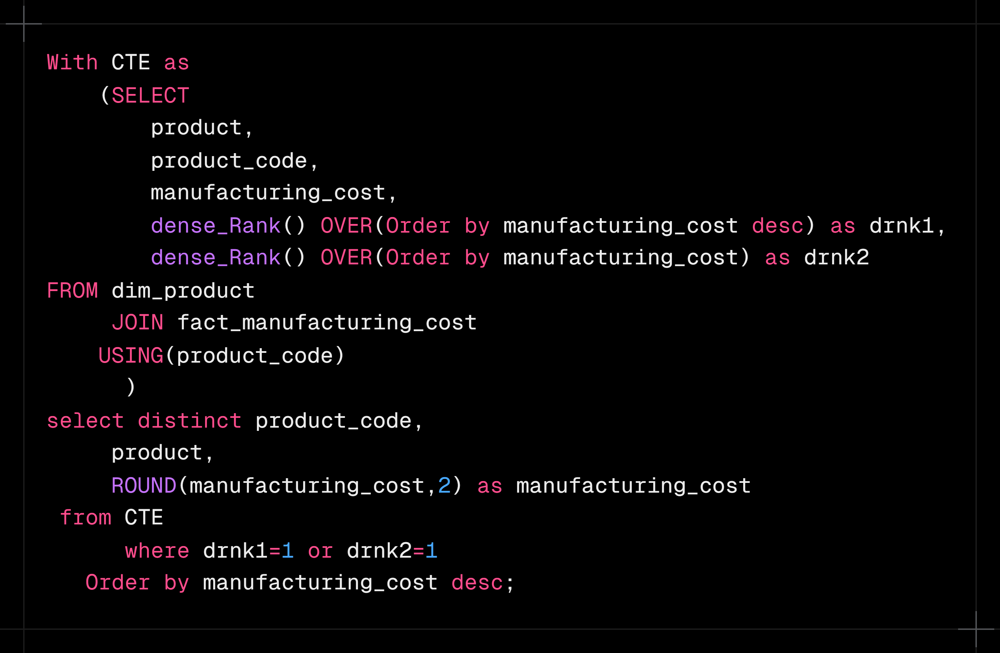 With CTE as
(SELECT
product,
product_code,
manufacturing_cost,
dense_Rank() OVER(Order by manufacturing_cost desc) as drnk1,
dense_Rank() OVER(Order by manufacturing_cost) as drnk2
FROM dim_product
JOIN fact_manufacturing_cost
USING(product_code)
)
select distinct product_code,
product,
ROUND(manufacturing_cost,2) as manufacturing_cost
from CTE
where drnk1=1 or drnk2=1
Order by manufacturing_cost desc;